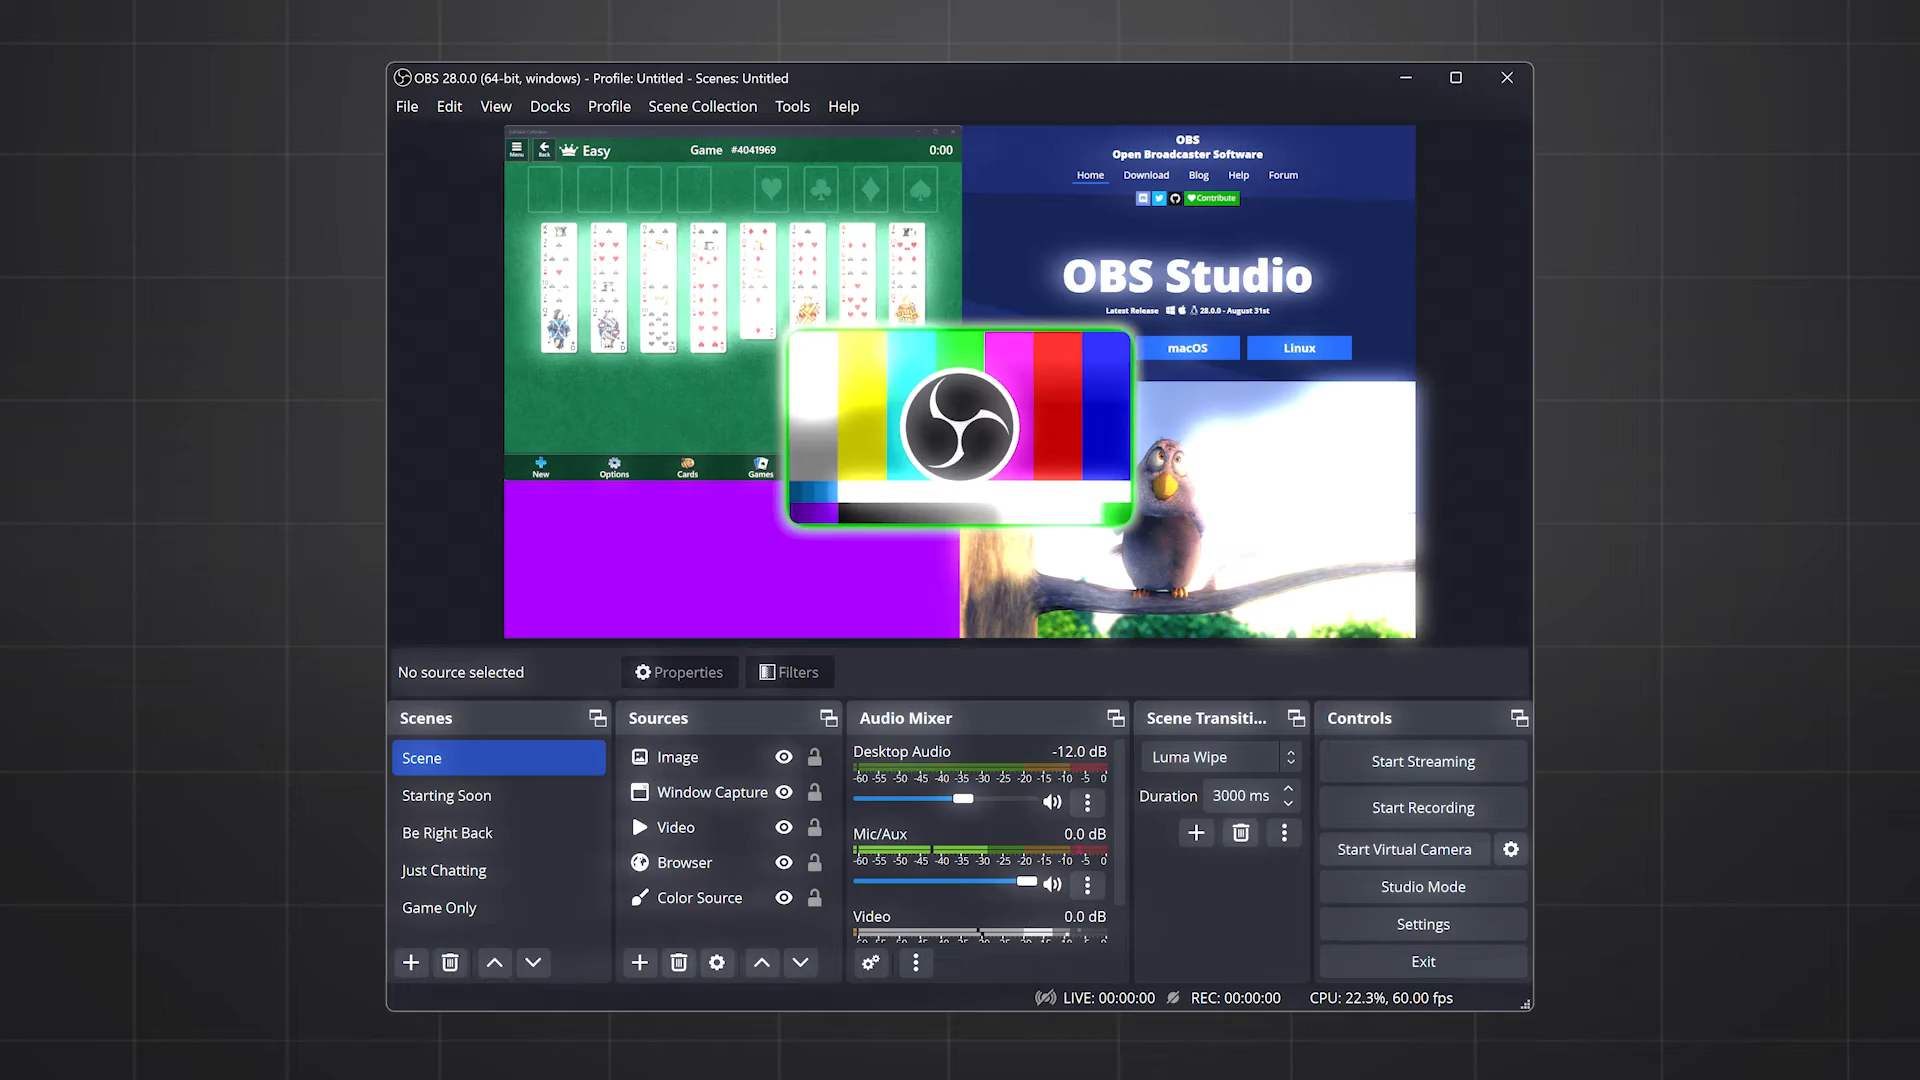 OBS 28.0.0 (64-bit, windows) - Profile: Untitled - Scenes: Untitled
File Edit View Docks Profile Scene Collection Tools Help
Menu Back Easy Game #4041969 0:00
New Options Cards Games
OBS
Open Broadcaster Software
Home Download Blog Help Forum
Contribute
OBS Studio
Latest Release 28.0.0 - August 31st
macOS Linux
No source selected Properties Filters
Scenes
Scene
Starting Soon
Be Right Back
Just Chatting
Game Only
Sources
Image
Window Capture
Video
Browser
Color Source
Audio Mixer
Desktop Audio -12.0 dB
-60 -55 -50 -45 -40 -35 -30 -25 -20 -15 -10 -5 0
Mic/Aux 0.0 dB
-60 -55 -50 -45 -40 -35 -30 -25 -20 -15 -10 -5 0
Video 0.0 dB
Scene Transiti...
Luma Wipe
Duration 3000 ms
Controls
Start Streaming
Start Recording
Start Virtual Camera
Studio Mode
Settings
Exit
LIVE: 00:00:00 REC: 00:00:00 CPU: 22.3%, 60.00 fps